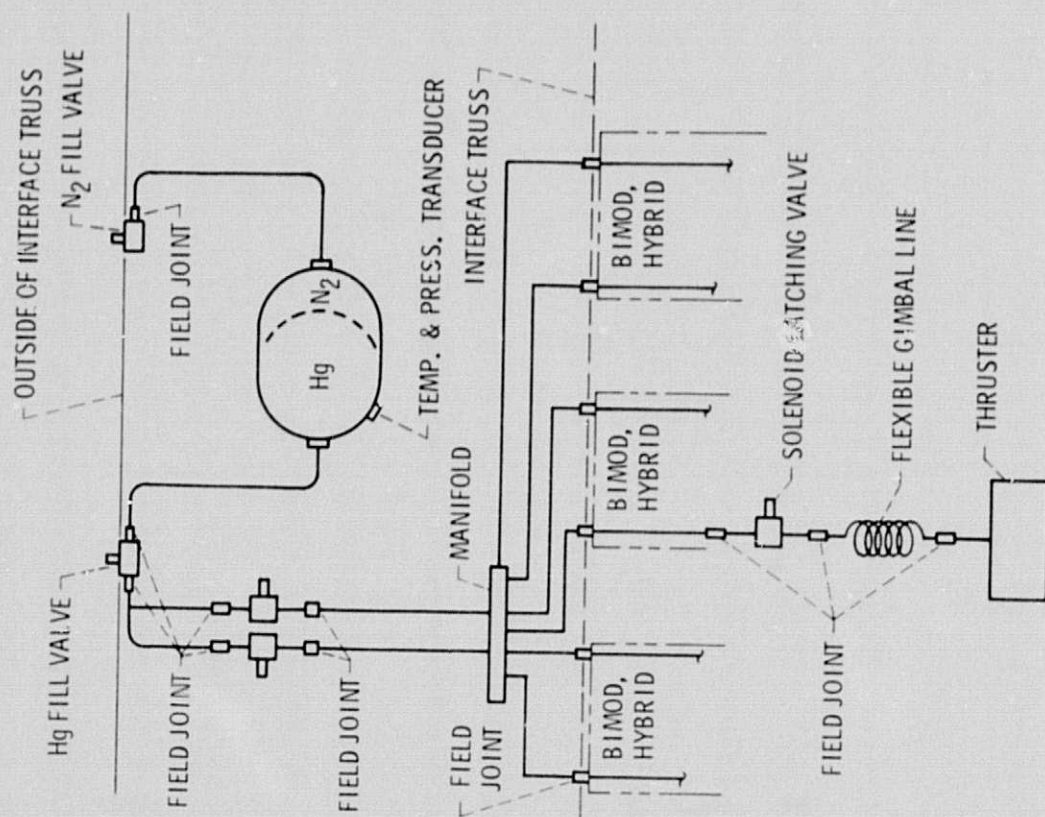 OUTSIDE OF INTERFACE TRUSS
N₂ FILL VALVE
FIELD JOINT
N₂
Hg
TEMP. & PRESS. TRANSDUCER
Hg FILL VALVE
FIELD JOINT
FIELD JOINT
MANIFOLD
INTERFACE TRUSS
FIELD
JOINT
BIMOD,
HYBRID
BIMOD,
HYBRID
BIMOD,
HYBRID
SOLENOID LATCHING VALVE
FLEXIBLE GIMBAL LINE
FIELD JOINT
THRUSTER